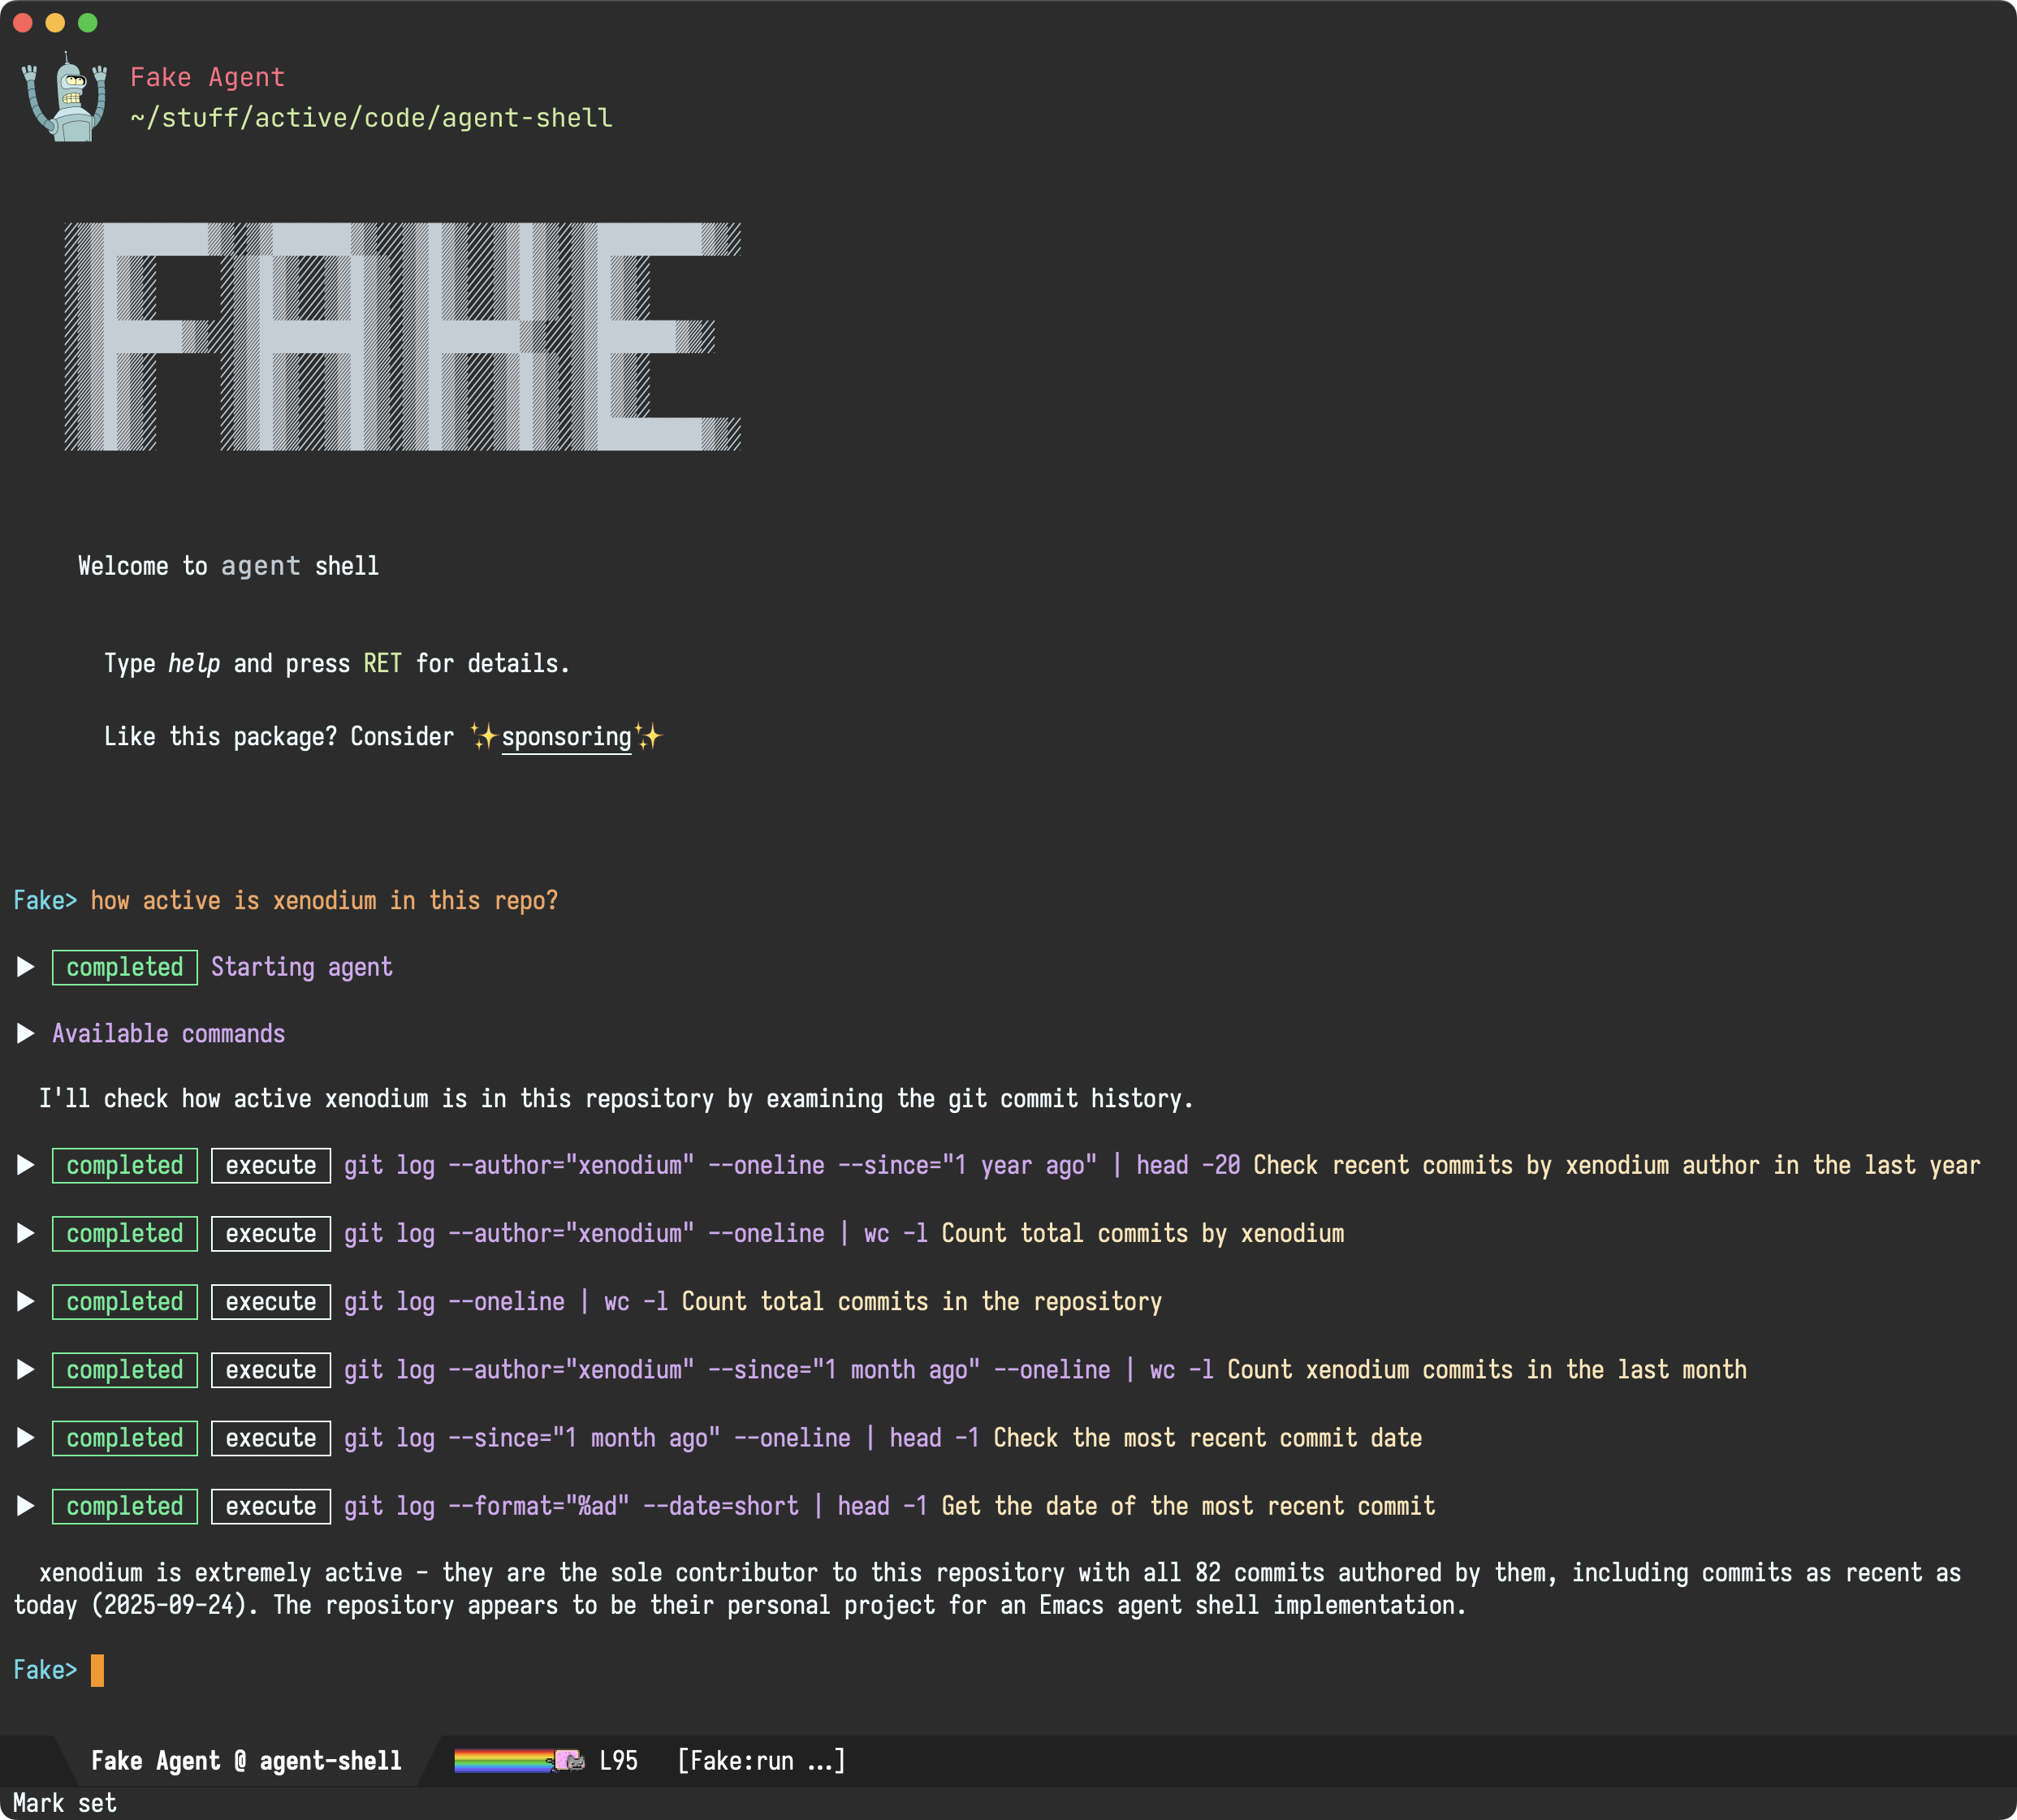 Fake Agent
~/stuff/active/code/agent-shell
FAKE
Welcome to agent shell
Type help and press RET for details.
Like this package? Consider ✨sponsoring✨
Fake> how active is xenodium in this repo?
▶ completed Starting agent
▶ Available commands
I'll check how active xenodium is in this repository by examining the git commit history.
▶ completed execute git log --author="xenodium" --oneline --since="1 year ago" | head -20 Check recent commits by xenodium author in the last year
▶ completed execute git log --author="xenodium" --oneline | wc -l Count total commits by xenodium
▶ completed execute git log --oneline | wc -l Count total commits in the repository
▶ completed execute git log --author="xenodium" --since="1 month ago" --oneline | wc -l Count xenodium commits in the last month
▶ completed execute git log --since="1 month ago" --oneline | head -1 Check the most recent commit date
▶ completed execute git log --format="%ad" --date=short | head -1 Get the date of the most recent commit
xenodium is extremely active - they are the sole contributor to this repository with all 82 commits authored by them, including commits as recent as
today (2025-09-24). The repository appears to be their personal project for an Emacs agent shell implementation.
Fake>
Fake Agent @ agent-shell L95 [Fake:run ...]
Mark set